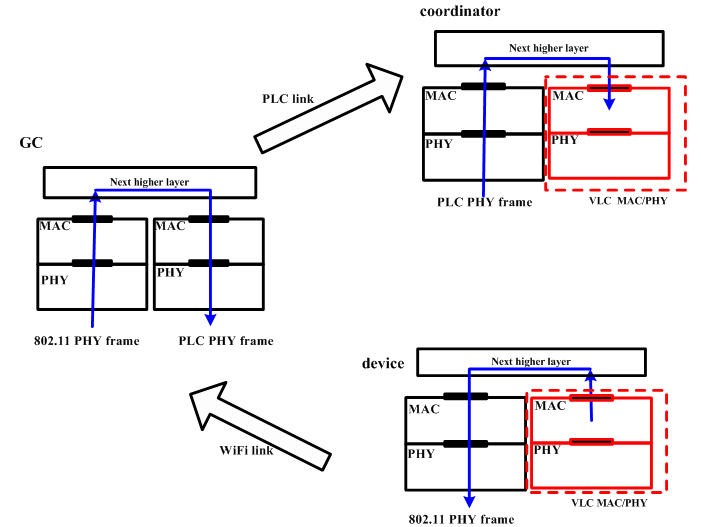 coordinator
Next higher layer
MAC
MAC
PHY
PHY
PLC PHY frame
VLC MAC/PHY
PLC link
GC
Next higher layer
MAC
MAC
PHY
PHY
802.11 PHY frame
PLC PHY frame
WiFi link
device
Next higher layer
MAC
MAC
PHY
PHY
VLC MAC/PHY
802.11 PHY frame